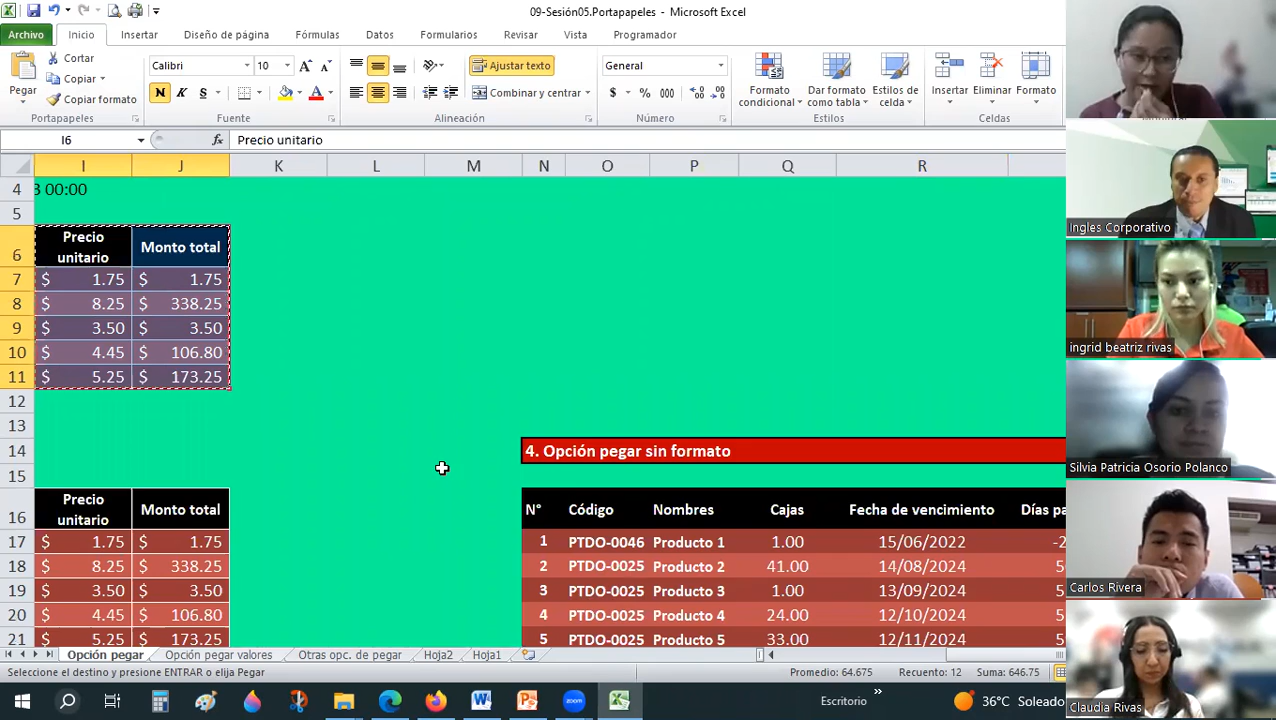 09-Sesión05.Portapapeles - Microsoft Excel
Archivo Inicio Insertar Diseño de página Fórmulas Datos Formularios Revisar Vista Programador
Pegar
Cortar
Copiar
Copiar formato
Portapapeles
Calibri 10
N K S
Fuente
Ajustar texto
Combinar y centrar
Alineación
General
$ % 000
Número
Formato condicional
Dar formato como tabla
Estilos de celda
Estilos
Insertar Eliminar Formato
Celdas
I6 fx Precio unitario
I J K L M N O P Q R
4 3 00:00
5
6 Precio unitario Monto total
7 $ 1.75 $ 1.75
8 $ 8.25 $ 338.25
9 $ 3.50 $ 3.50
10 $ 4.45 $ 106.80
11 $ 5.25 $ 173.25
12
13
14 4. Opción pegar sin formato
15
16 Precio unitario Monto total N° Código Nombres Cajas Fecha de vencimiento Días pa
17 $ 1.75 $ 1.75 1 PTDO-0046 Producto 1 1.00 15/06/2022 -2
18 $ 8.25 $ 338.25 2 PTDO-0025 Producto 2 41.00 14/08/2024 5
19 $ 3.50 $ 3.50 3 PTDO-0025 Producto 3 1.00 13/09/2024 5
20 $ 4.45 $ 106.80 4 PTDO-0025 Producto 4 24.00 12/10/2024 5
21 $ 5.25 $ 173.25 5 PTDO-0025 Producto 5 33.00 12/11/2024 5
Opción pegar Opción pegar valores Otras opc. de pegar Hoja2 Hoja1
Seleccione el destino y presione ENTRAR o elija Pegar Promedio: 64.675 Recuento: 12 Suma: 646.75
Escritorio » 36°C Soleado
Ingles Corporativo
ingrid beatriz rivas
Silvia Patricia Osorio Polanco
Carlos Rivera
Claudia Rivas